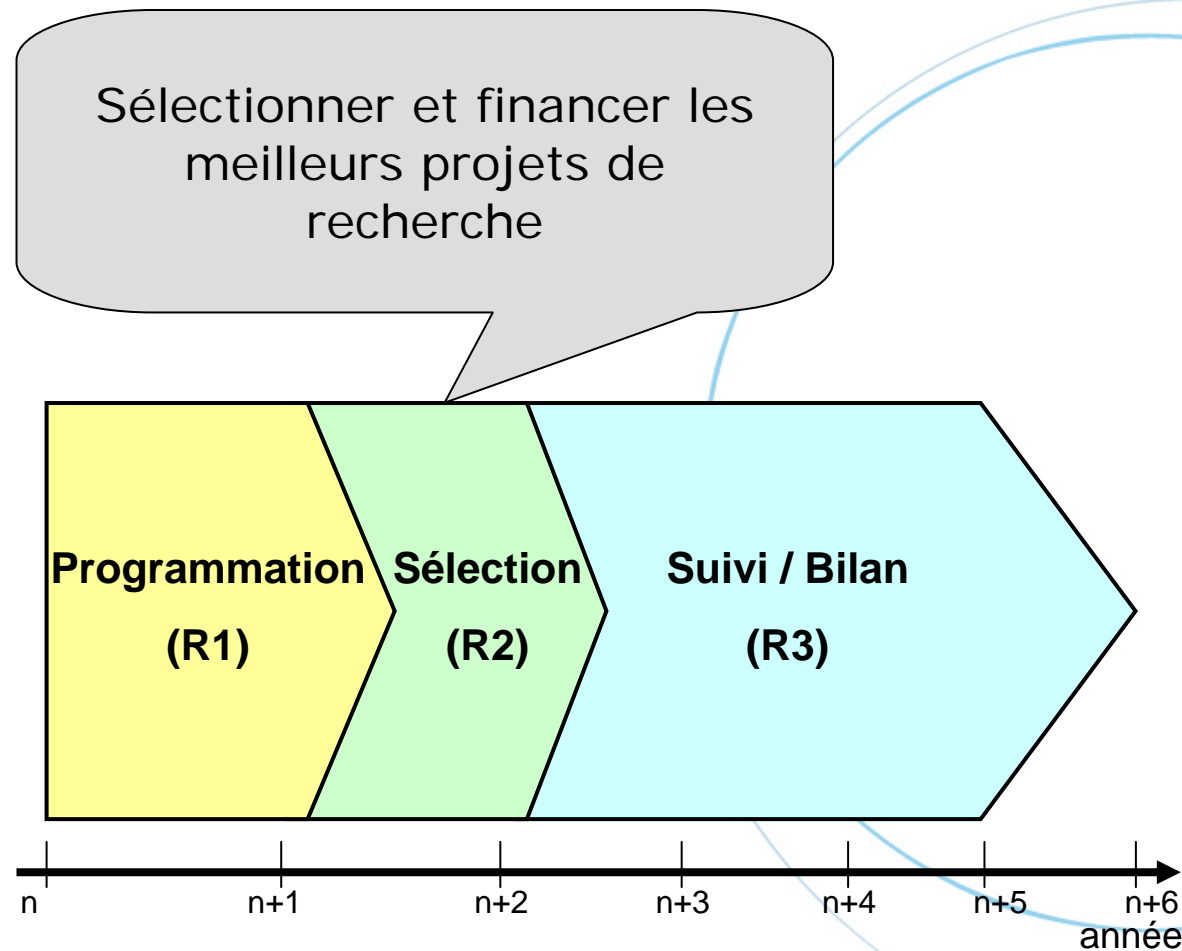 Sélectionner et financer les
meilleurs projets de
recherche
Programmation
(R1)
Sélection
(R2)
Suivi / Bilan
(R3)
n
n+1
n+2
n+3
n+4
n+5
n+6
année